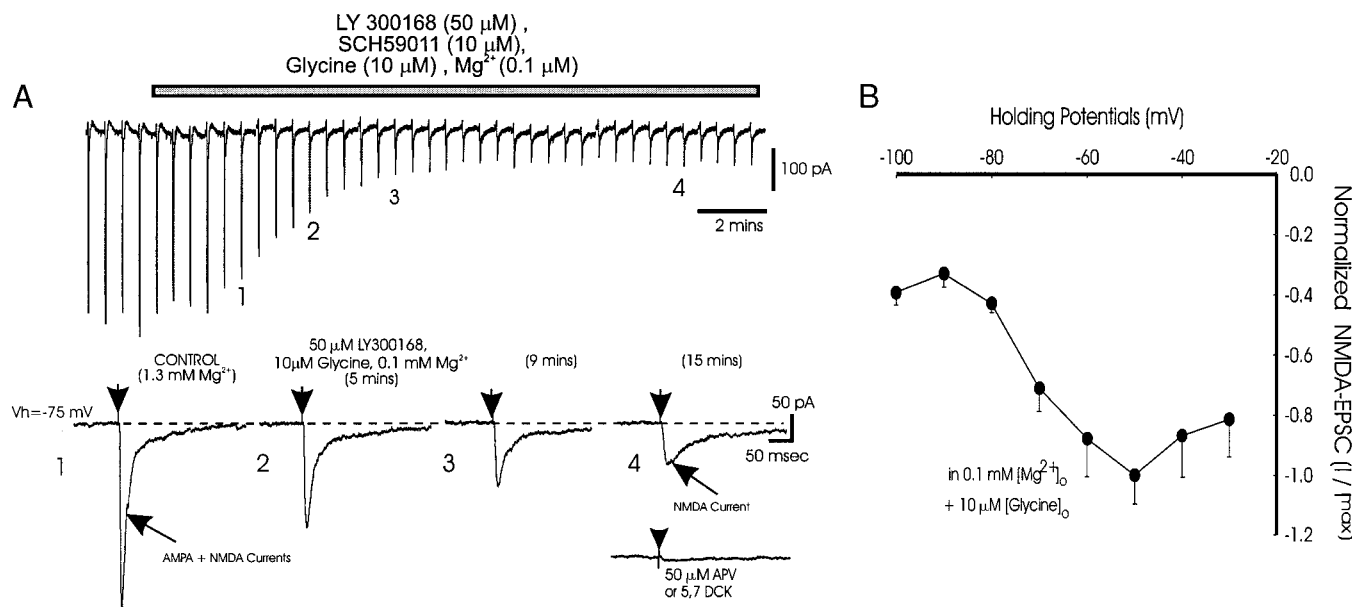 LY 300168 (50 µM) ,
SCH59011 (10 µM),
Glycine (10 µM) , Mg²⁺ (0.1 µM)
A
1
2
3
4
100 pA
2 mins
CONTROL
(1.3 mM Mg²⁺)
50 µM LY300168,
10µM Glycine, 0.1 mM Mg²⁺
(5 mins)
(9 mins)
(15 mins)
Vh=-75 mV
50 pA
50 msec
1
2
3
4
AMPA + NMDA Currents
NMDA Current
50 µM APV
or 5,7 DCK
B
Holding Potentials (mV)
-100 -80 -60 -40 -20
0.0
-0.2
-0.4
-0.6
-0.8
-1.0
-1.2
Normalized NMDA-EPSC (I / max)
in 0.1 mM [Mg²⁺]o
+ 10 µM [Glycine]o